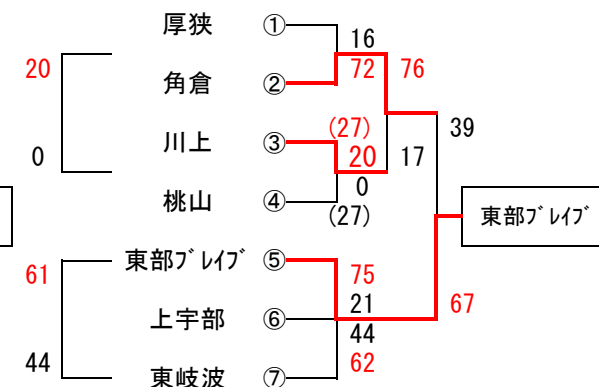 厚狭 ①
16
20 72 76
角倉 ②
(27) 39
川上 ③
0 20 17
0
桃山 ④
(27)
東部ﾌﾞﾚｲﾌﾞ
東部ﾌﾞﾚｲﾌﾞ ⑤
61 75
21 67
上宇部 ⑥
44
44 62
東岐波 ⑦